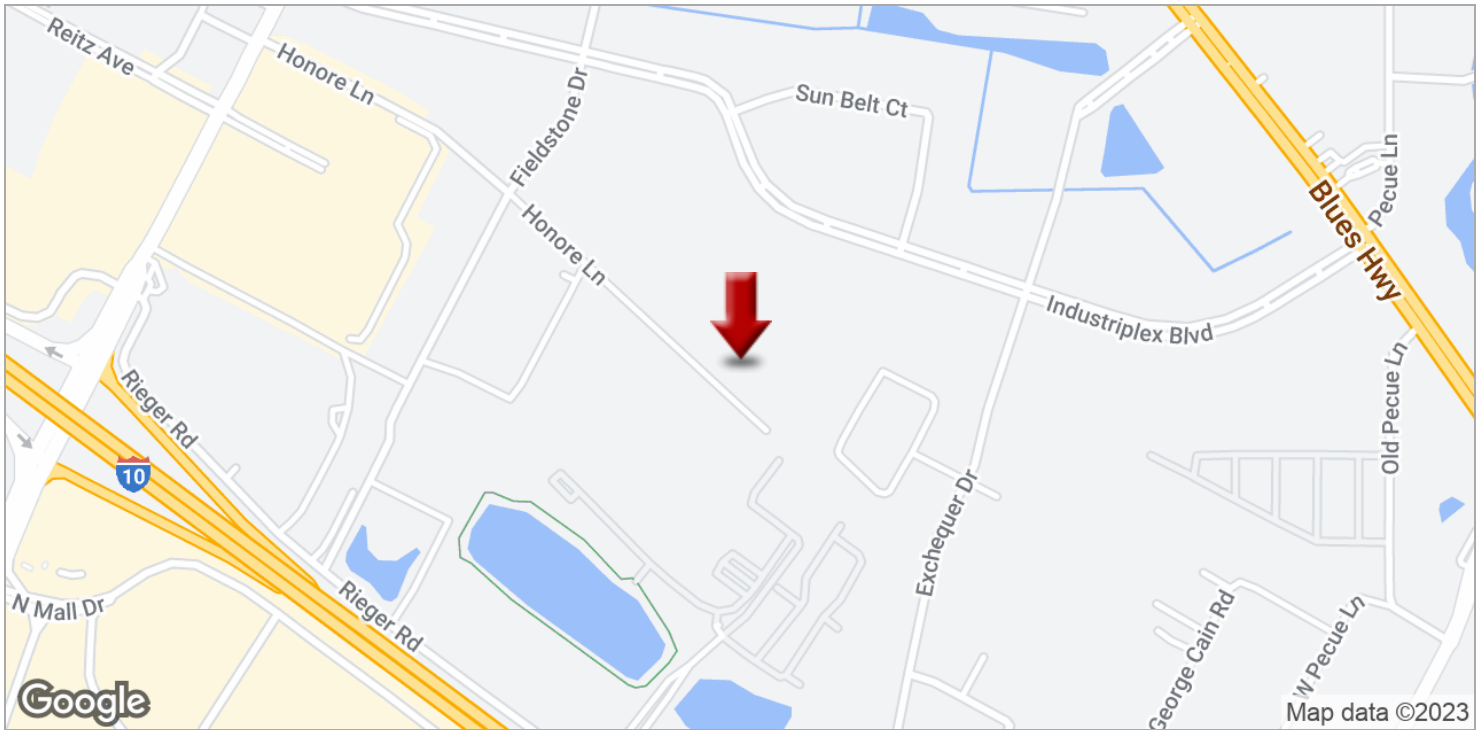 Reitz Ave
Honore Ln
Fieldstone Dr
Sun Belt Ct
Pecue Ln
Blues Hwy
Honore Ln
Industriplex Blvd
Old Pecue Ln
Rieger Rd
10
Exchequer Dr
N Mall Dr
Rieger Rd
George Cain Rd
W Pecue Ln
Google
Map data ©2023